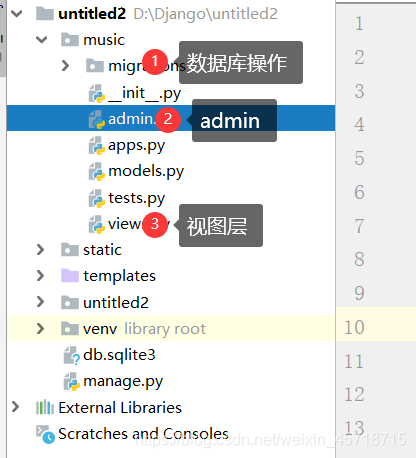 untitled2 D:\Django\untitled2
music
migrations
1 数据库操作
__init__.py
admin.
2 admin
apps.py
models.py
tests.py
view
3 视图层
static
templates
untitled2
venv library root
db.sqlite3
manage.py
External Libraries
Scratches and Consoles
https://blog.csdn.net/weixin_45718715
1
2
3
4
5
6
7
8
9
10
11
12
13